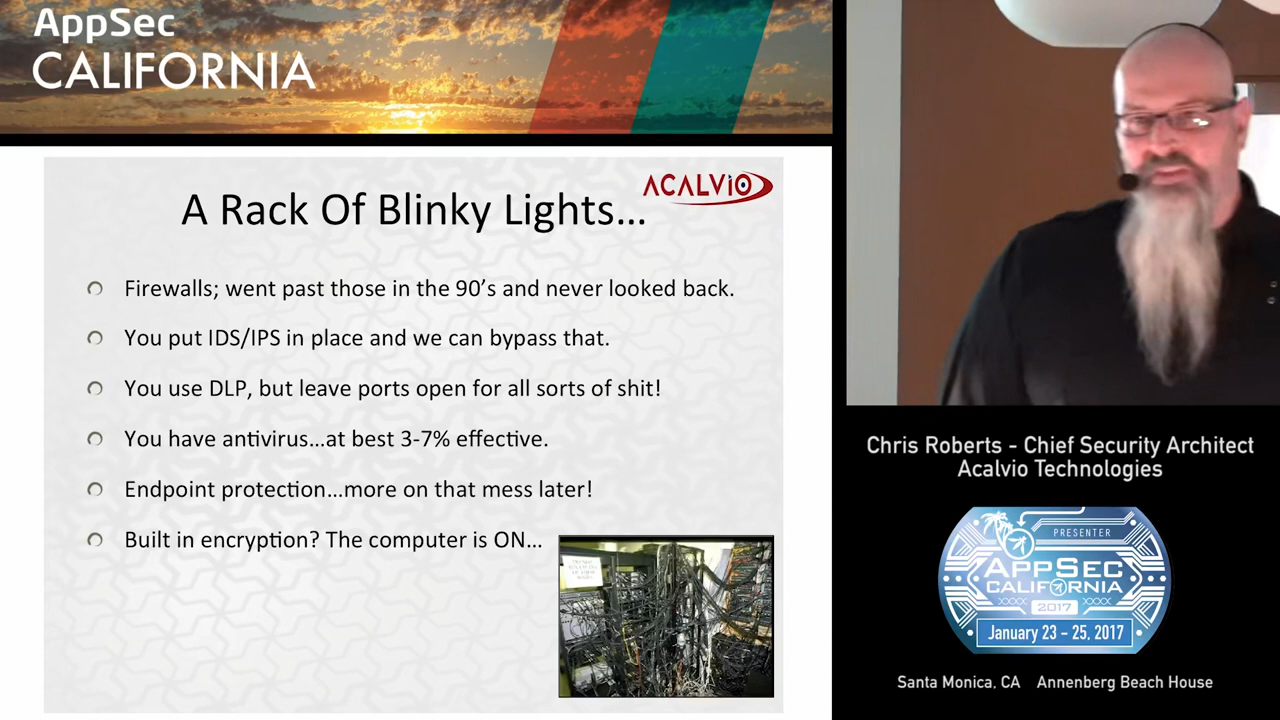 AppSec
CALIFORNIA
ACALVIO
A Rack Of Blinky Lights…
Firewalls; went past those in the 90’s and never looked back.
You put IDS/IPS in place and we can bypass that.
You use DLP, but leave ports open for all sorts of shit!
You have antivirus…at best 3-7% effective.
Endpoint protection…more on that mess later!
Built in encryption? The computer is ON…
Chris Roberts - Chief Security Architect
Acalvio Technologies
PRESENTER
APPSEC
CALIFORNIA
XXXX 2017 XXXX
January 23 - 25, 2017
Santa Monica, CA Annenberg Beach House